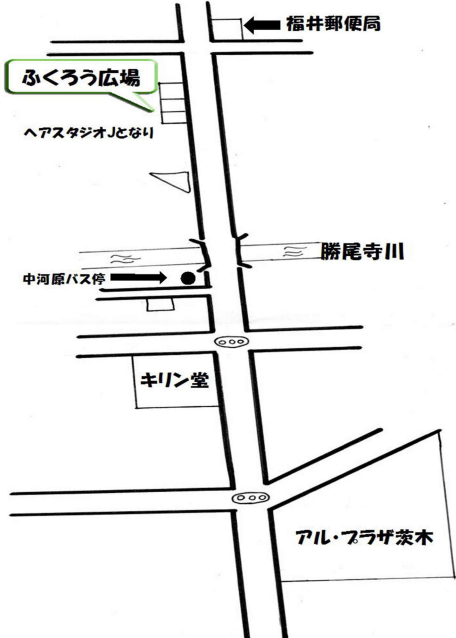 福井郵便局
ふくろう広場
ヘアスタジオJとなり
勝尾寺川
中河原バス停
キリン堂
アル・プラザ茨木